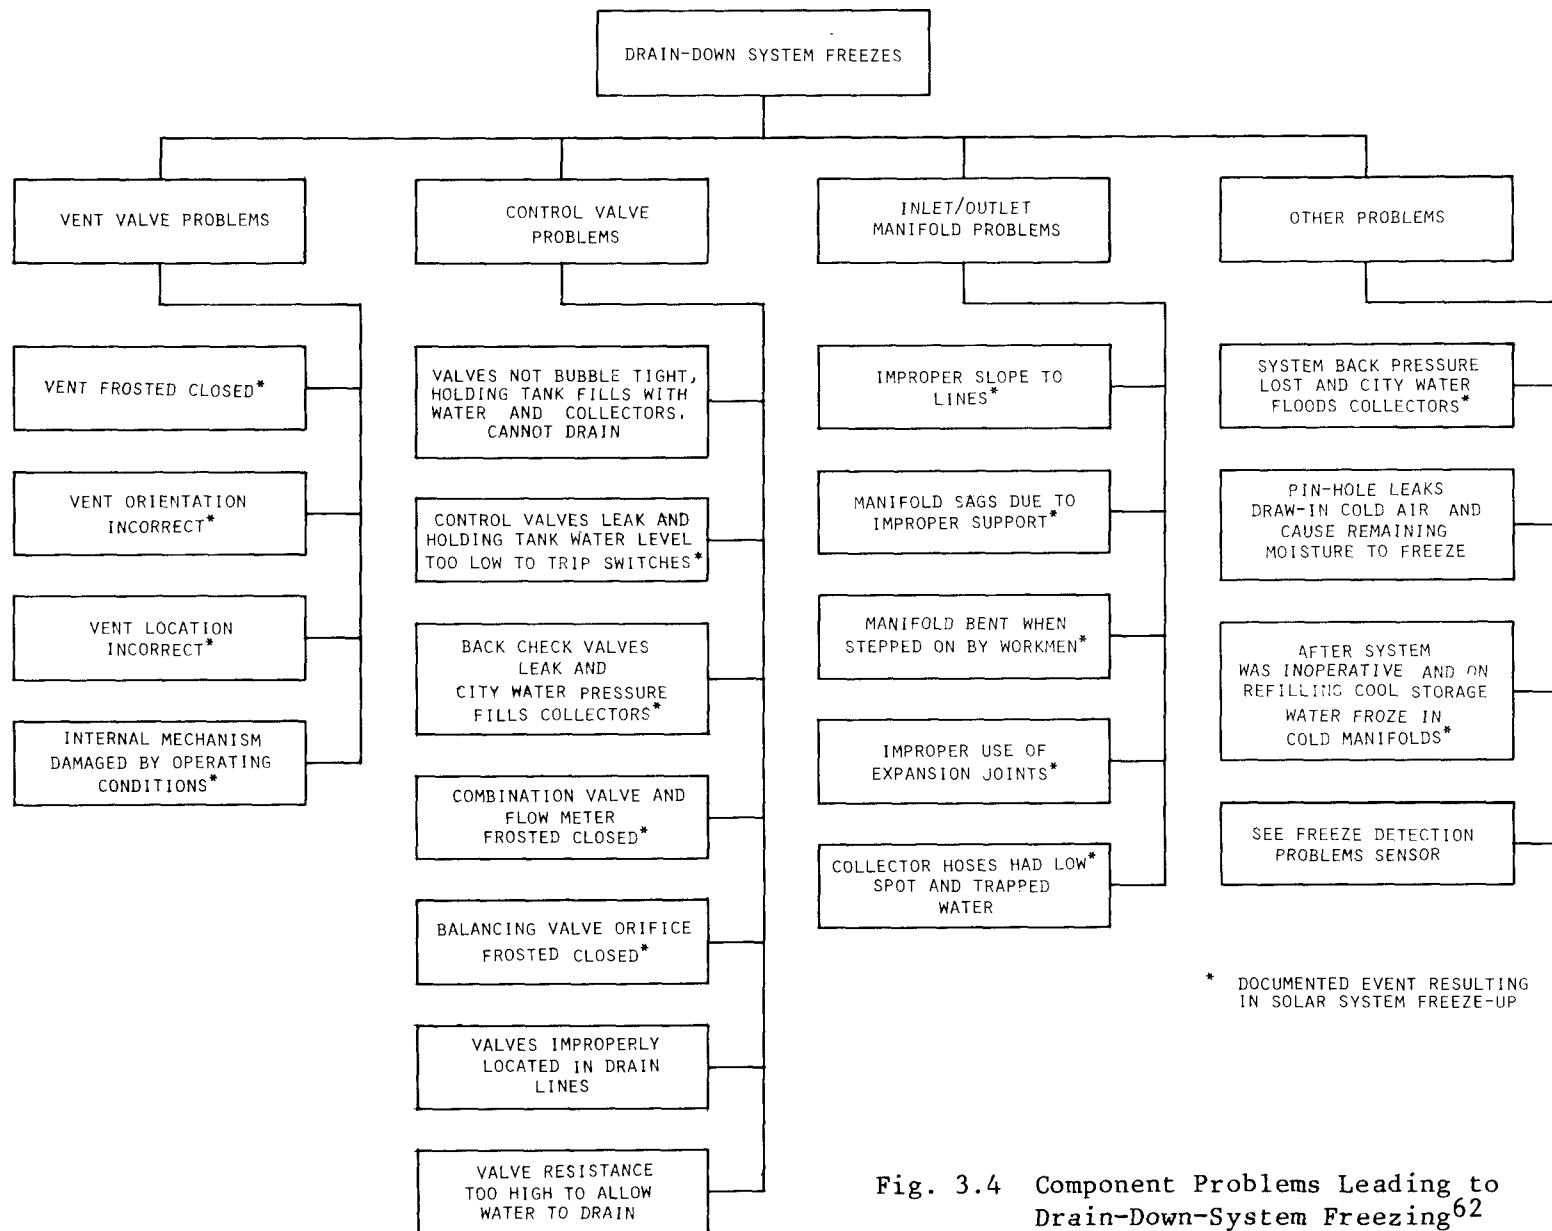 DRAIN-DOWN SYSTEM FREEZES
VENT VALVE PROBLEMS
VENT FROSTED CLOSED*
VENT ORIENTATION
INCORRECT*
VENT LOCATION
INCORRECT*
INTERNAL MECHANISM
DAMAGED BY OPERATING
CONDITIONS*
CONTROL VALVE
PROBLEMS
VALVES NOT BUBBLE TIGHT,
HOLDING TANK FILLS WITH
WATER AND COLLECTORS.
CANNOT DRAIN
CONTROL VALVES LEAK AND
HOLDING TANK WATER LEVEL
TOO LOW TO TRIP SWITCHES*
BACK CHECK VALVES
LEAK AND
CITY WATER PRESSURE
FILLS COLLECTORS*
COMBINATION VALVE AND
FLOW METER
FROSTED CLOSED*
BALANCING VALVE ORIFICE
FROSTED CLOSED*
VALVES IMPROPERLY
LOCATED IN DRAIN
LINES
VALVE RESISTANCE
TOO HIGH TO ALLOW
WATER TO DRAIN
INLET/OUTLET
MANIFOLD PROBLEMS
IMPROPER SLOPE TO
LINES*
MANIFOLD SAGS DUE TO
IMPROPER SUPPORT*
MANIFOLD BENT WHEN
STEPPED ON BY WORKMEN*
IMPROPER USE OF
EXPANSION JOINTS*
COLLECTOR HOSES HAD LOW*
SPOT AND TRAPPED
WATER
OTHER PROBLEMS
SYSTEM BACK PRESSURE
LOST AND CITY WATER
FLOODS COLLECTORS*
PIN-HOLE LEAKS
DRAW-IN COLD AIR AND
CAUSE REMAINING
MOISTURE TO FREEZE
AFTER SYSTEM
WAS INOPERATIVE AND ON
REFILLING COOL STORAGE
WATER FROZE IN
COLD MANIFOLDS*
SEE FREEZE DETECTION
PROBLEMS SENSOR
* DOCUMENTED EVENT RESULTING
IN SOLAR SYSTEM FREEZE-UP
Fig. 3.4 Component Problems Leading to
Drain-Down-System Freezing62